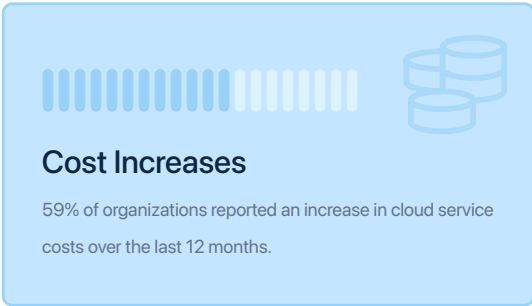 Cost Increases
59% of organizations reported an increase in cloud service
costs over the last 12 months.